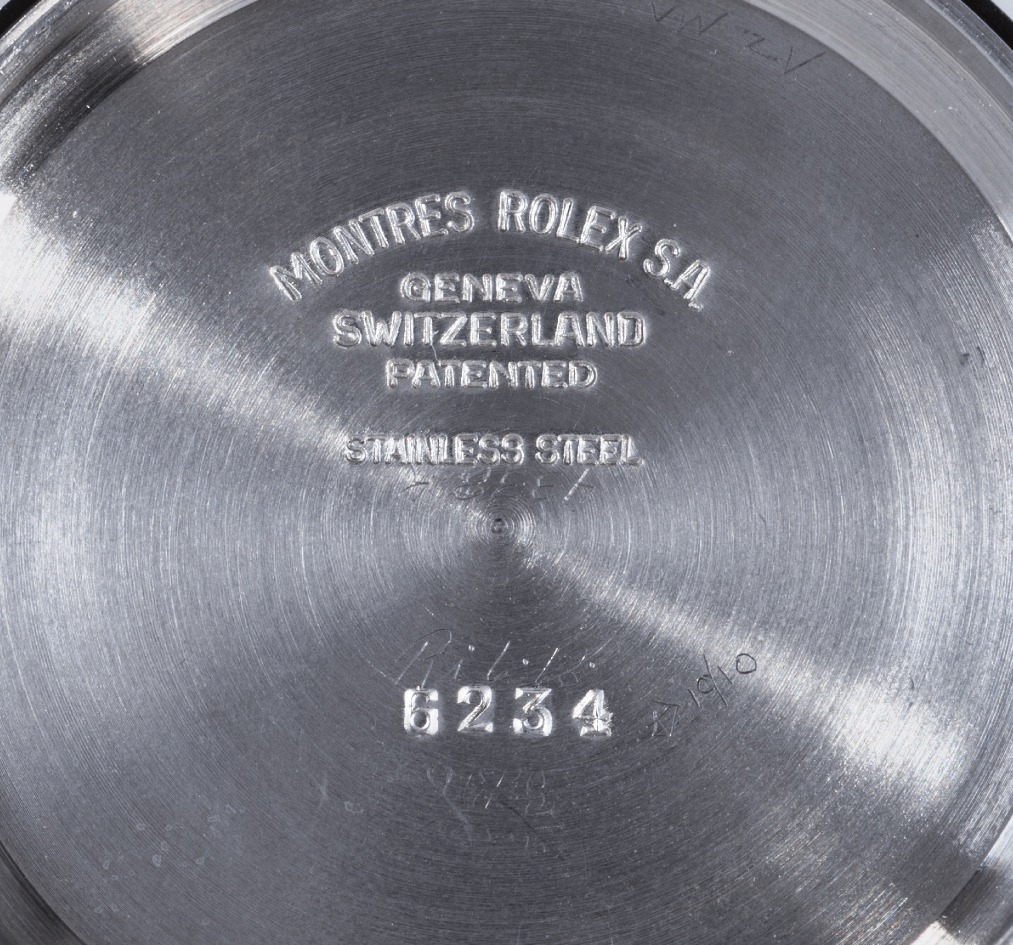 MONTRES ROLEX S.A.
GENEVA
SWITZERLAND
PATENTED
STAINLESS STEEL
6234